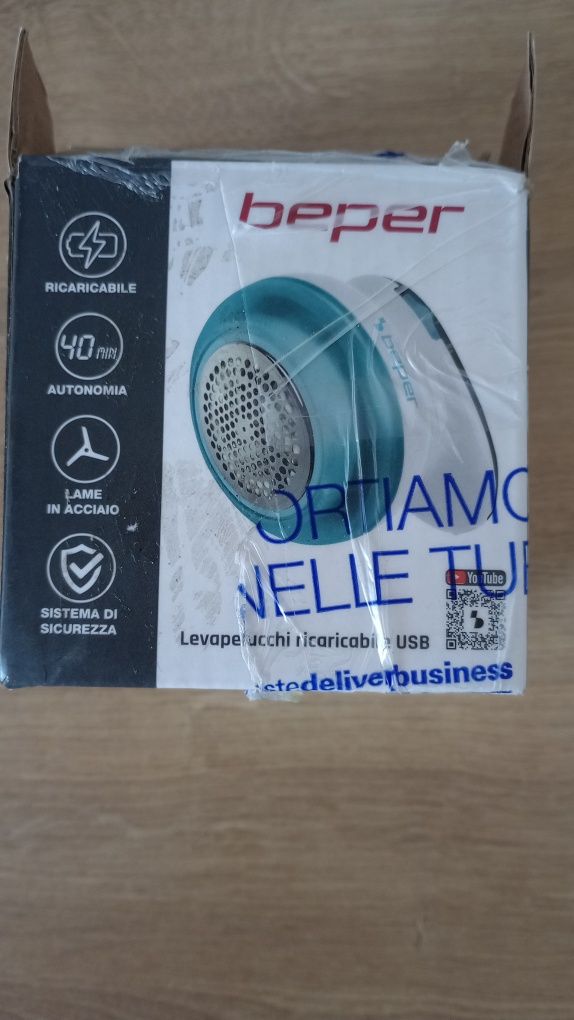 beper
RICARICABILE
40 MIN
AUTONOMIA
LAME
IN ACCIAIO
SISTEMA DI
SICUREZZA
beper
ORTIAMO
NELLE TU
YouTube
Levapelucchi ricaricabile USB
stedeliverbusiness